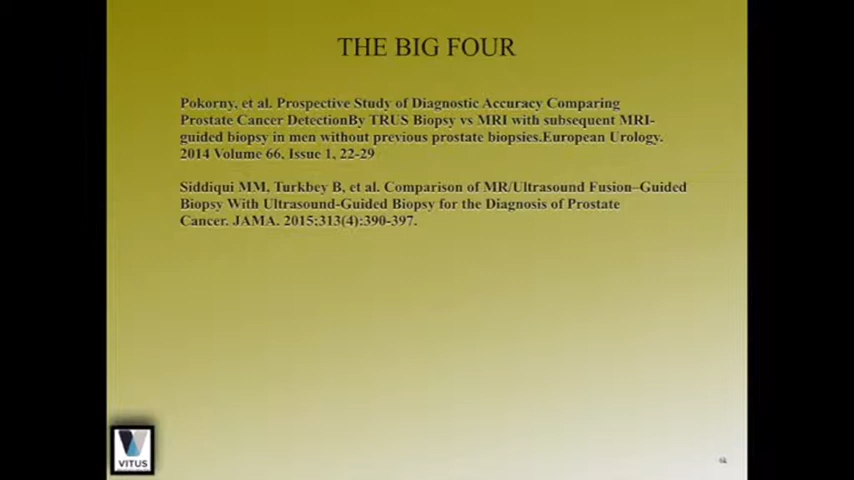 THE BIG FOUR
Pokorny, et al. Prospective Study of Diagnostic Accuracy Comparing
Prostate Cancer DetectionBy TRUS Biopsy vs MRI with subsequent MRI-
guided biopsy in men without previous prostate biopsies.European Urology.
2014 Volume 66, Issue 1, 22-29
Siddiqui MM, Turkbey B, et al. Comparison of MR/Ultrasound Fusion–Guided
Biopsy With Ultrasound-Guided Biopsy for the Diagnosis of Prostate
Cancer. JAMA. 2015;313(4):390-397.
VITUS